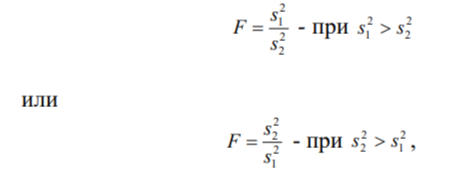 F = s₁²/s₂² - при s₁² > s₂²
или
F = s₂²/s₁² - при s₂² > s₁² ,